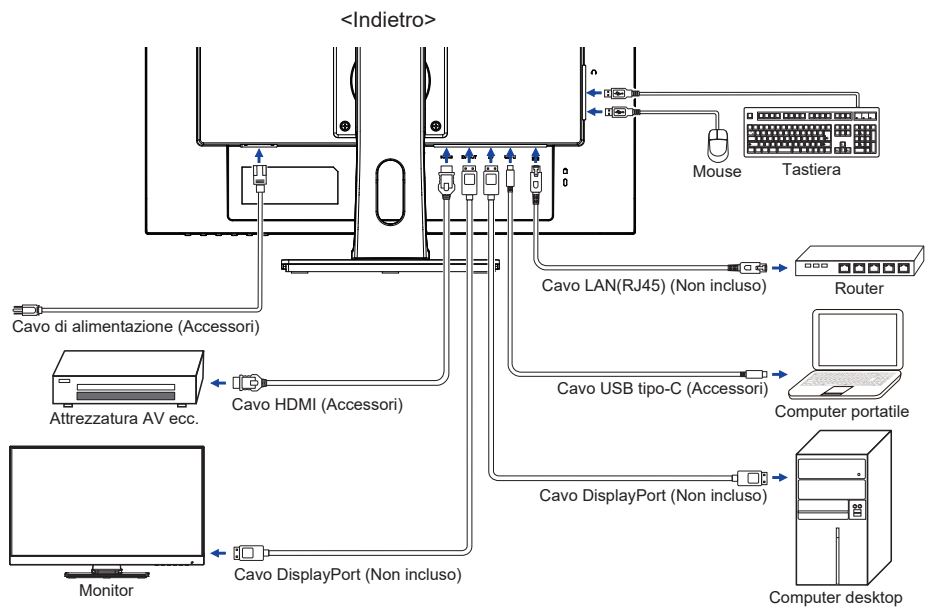 <Indietro>
Mouse
Tastiera
Cavo LAN(RJ45) (Non incluso)
Router
Cavo di alimentazione (Accessori)
Cavo USB tipo-C (Accessori)
Cavo HDMI (Accessori)
Attrezzatura AV ecc.
Computer portatile
Cavo DisplayPort (Non incluso)
Cavo DisplayPort (Non incluso)
Monitor
Computer desktop